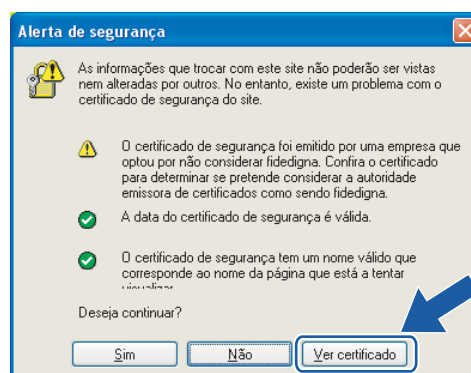 Alerta de segurança
As informações que trocar com este site não poderão ser vistas
nem alteradas por outros. No entanto, existe um problema com o
certificado de segurança do site.
O certificado de segurança foi emitido por uma empresa que
optou por não considerar fidedigna. Confira o certificado
para determinar se pretende considerar a autoridade
emissora de certificados como sendo fidedigna.
A data do certificado de segurança é válida.
O certificado de segurança tem um nome válido que
corresponde ao nome da página que está a tentar
visualizar.
Deseja continuar?
Sim
Não
Ver certificado